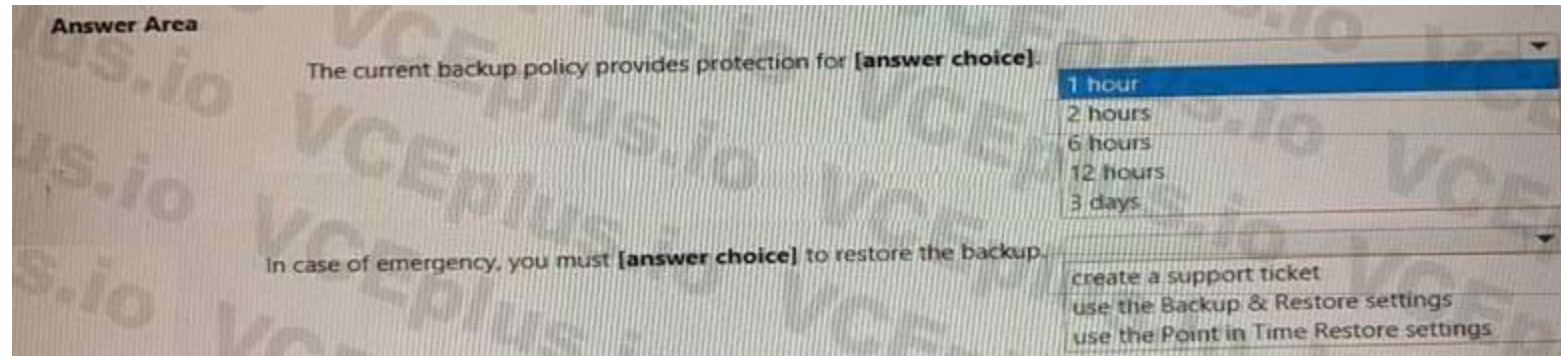 Answer Area
The current backup policy provides protection for [answer choice].
1 hour
2 hours
6 hours
12 hours
3 days
In case of emergency, you must [answer choice] to restore the backup.
create a support ticket
use the Backup & Restore settings
use the Point in Time Restore settings
VCEplus.io